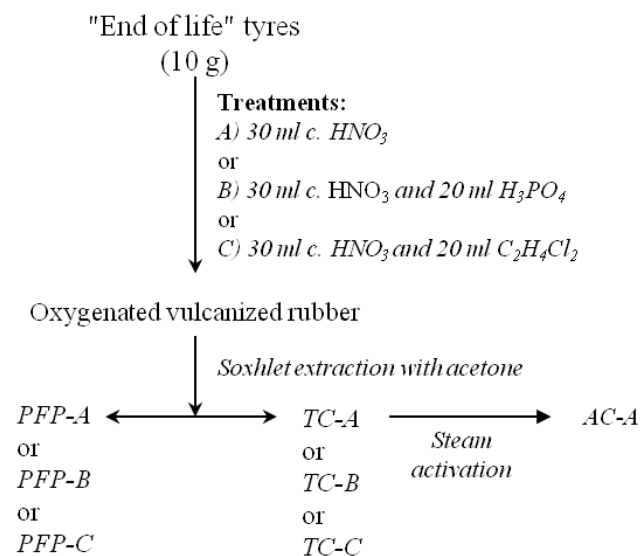 "End of life" tyres
(10 g)
Treatments:
A) 30 ml c. HNO₃
or
B) 30 ml c. HNO₃ and 20 ml H₃PO₄
or
C) 30 ml c. HNO₃ and 20 ml C₂H₄Cl₂
Oxygenated vulcanized rubber
Soxhlet extraction with acetone
PFP-A
or
PFP-B
or
PFP-C
TC-A
or
TC-B
or
TC-C
Steam
activation
AC-A